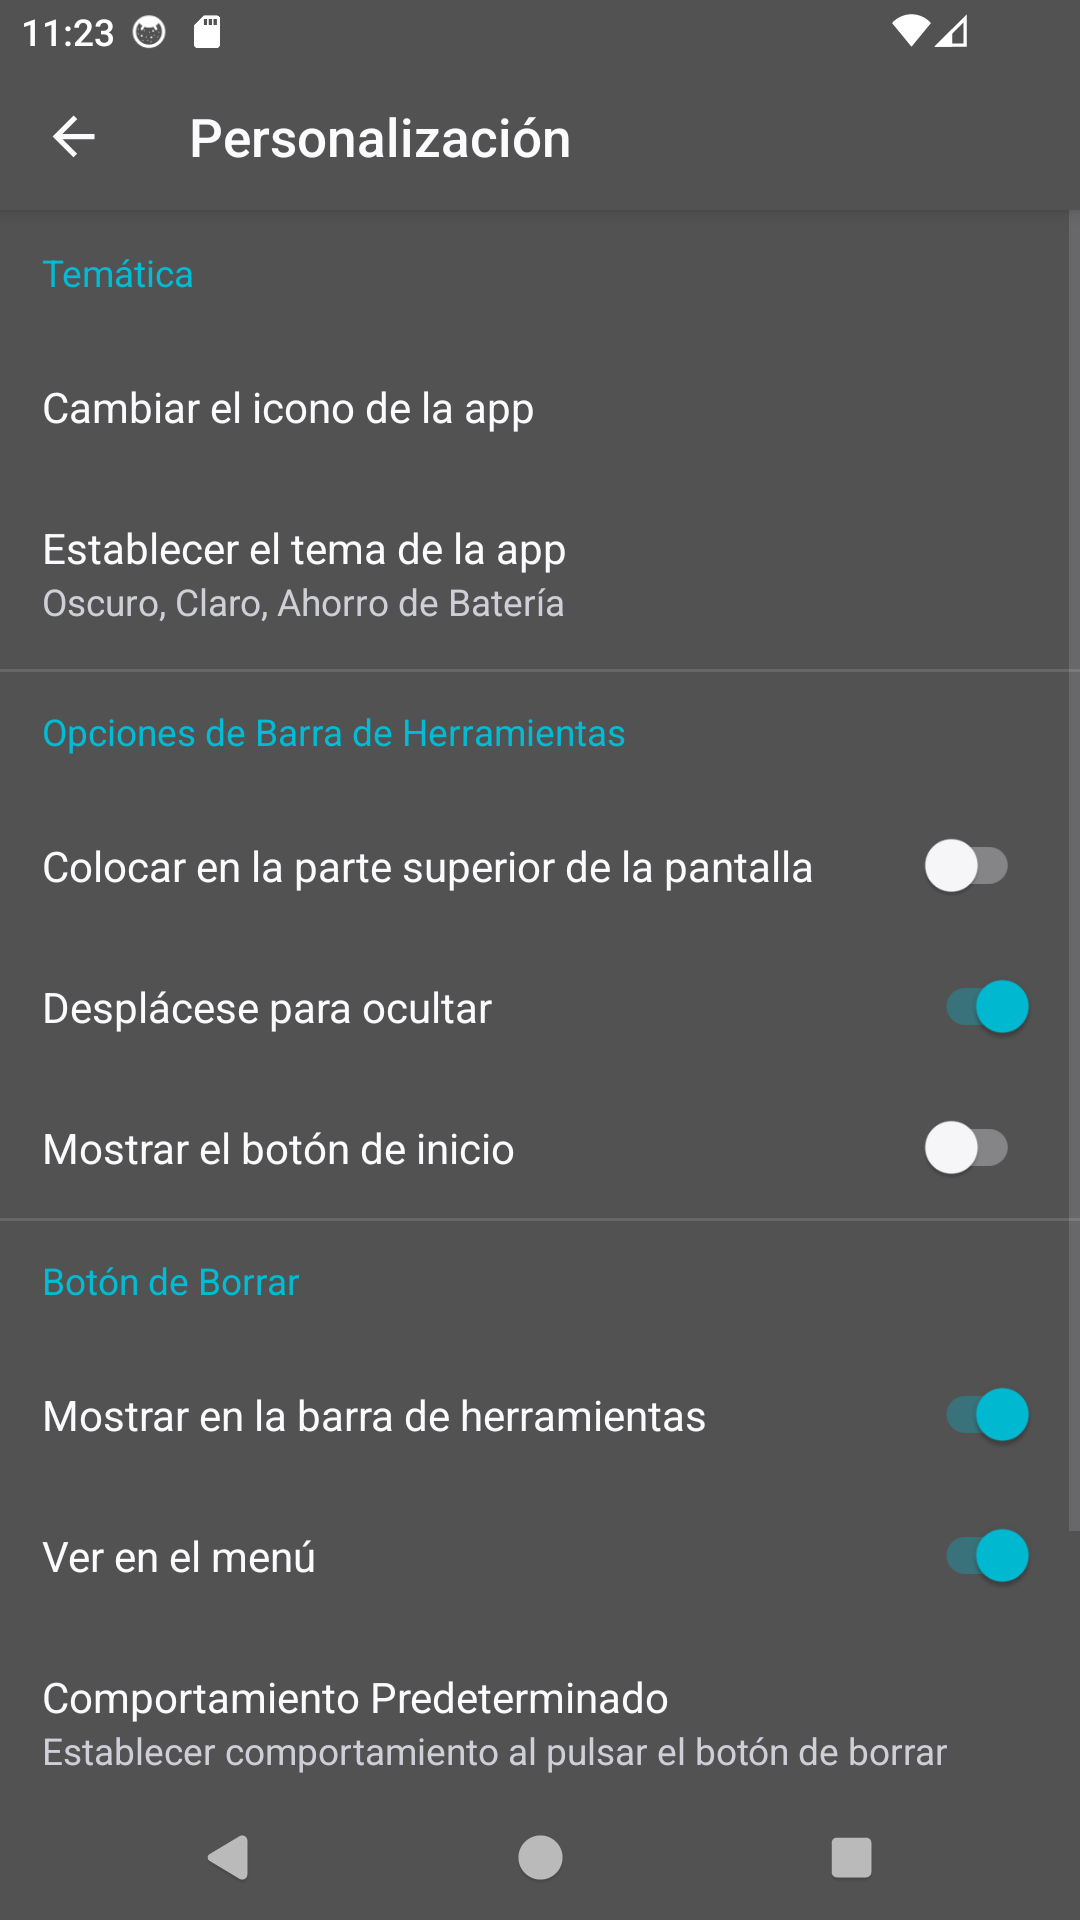 11:23
Personalización
Temática
Cambiar el icono de la app
Establecer el tema de la app
Oscuro, Claro, Ahorro de Batería
Opciones de Barra de Herramientas
Colocar en la parte superior de la pantalla
Desplácese para ocultar
Mostrar el botón de inicio
Botón de Borrar
Mostrar en la barra de herramientas
Ver en el menú
Comportamiento Predeterminado
Establecer comportamiento al pulsar el botón de borrar